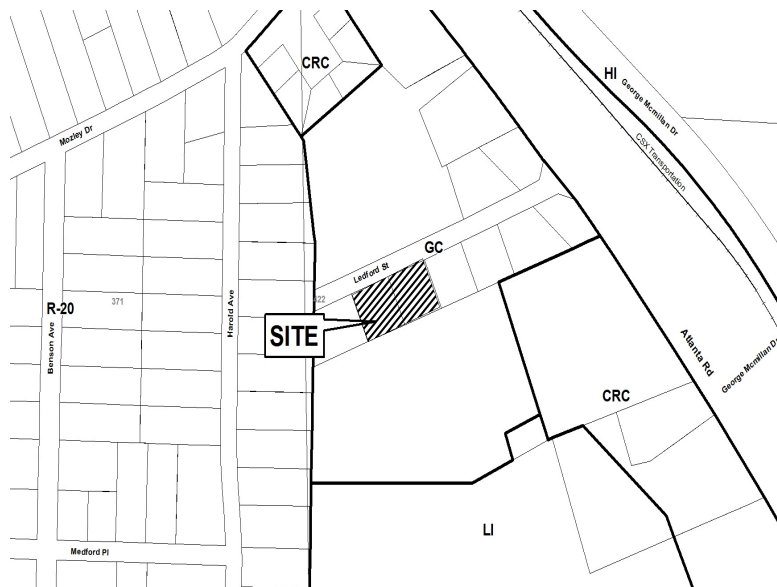 CRC
HI
George Mcmillan Dr
CSX Transportation
Mozley Dr
GC
Ledford St
R-20
371
Harold Ave
Benson Ave
SITE
Atlanta Rd
George Mcmillan Dr
CRC
LI
Medford Pl